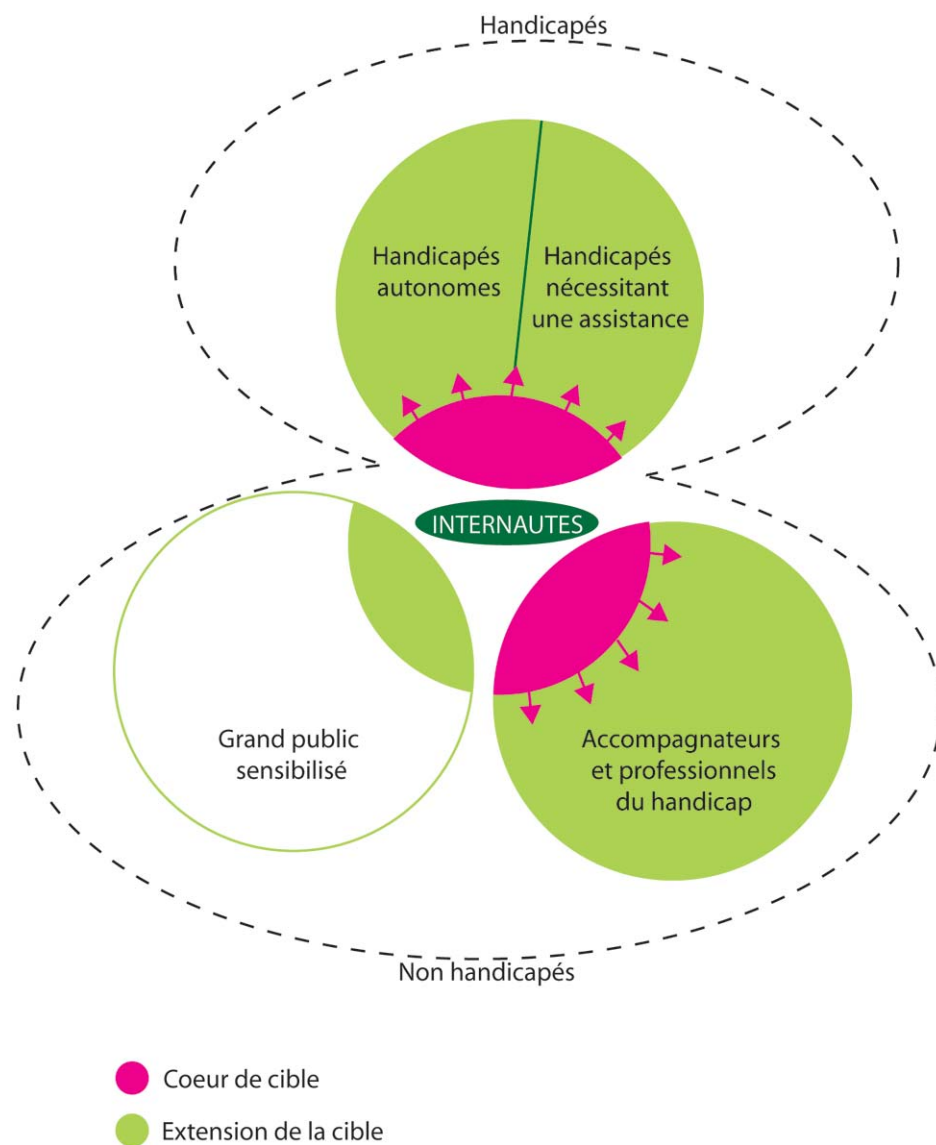 Handicapés
Handicapés
autonomes
Handicapés
nécessitant
une assistance
INTERNAUTES
Grand public
sensibilisé
Accompagnateurs
et professionnels
du handicap
Non handicapés
Coeur de cible
Extension de la cible